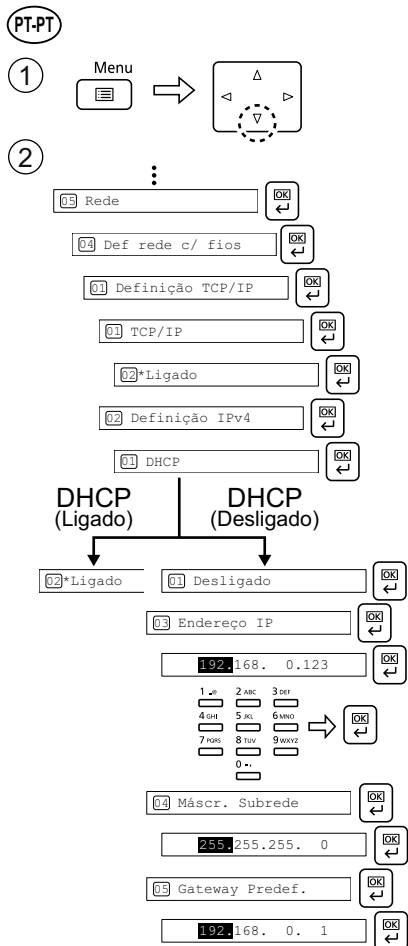 PT-PT
1
Menu
2
05 Rede
OK
04 Def rede c/ fios
OK
01 Definição TCP/IP
OK
01 TCP/IP
OK
02*Ligado
OK
02 Definição IPv4
OK
01 DHCP
OK
DHCP
(Ligado)
DHCP
(Desligado)
02*Ligado
01 Desligado
OK
03 Endereço IP
OK
192.168. 0.123
OK
1 .@ 2 ABC 3 DEF
4 GHI 5 JKL 6 MNO
OK
7 PQRS 8 TUV 9 WXYZ
0 -,
04 Máscr. Subrede
OK
255.255.255. 0
OK
05 Gateway Predef.
OK
192.168. 0. 1
OK